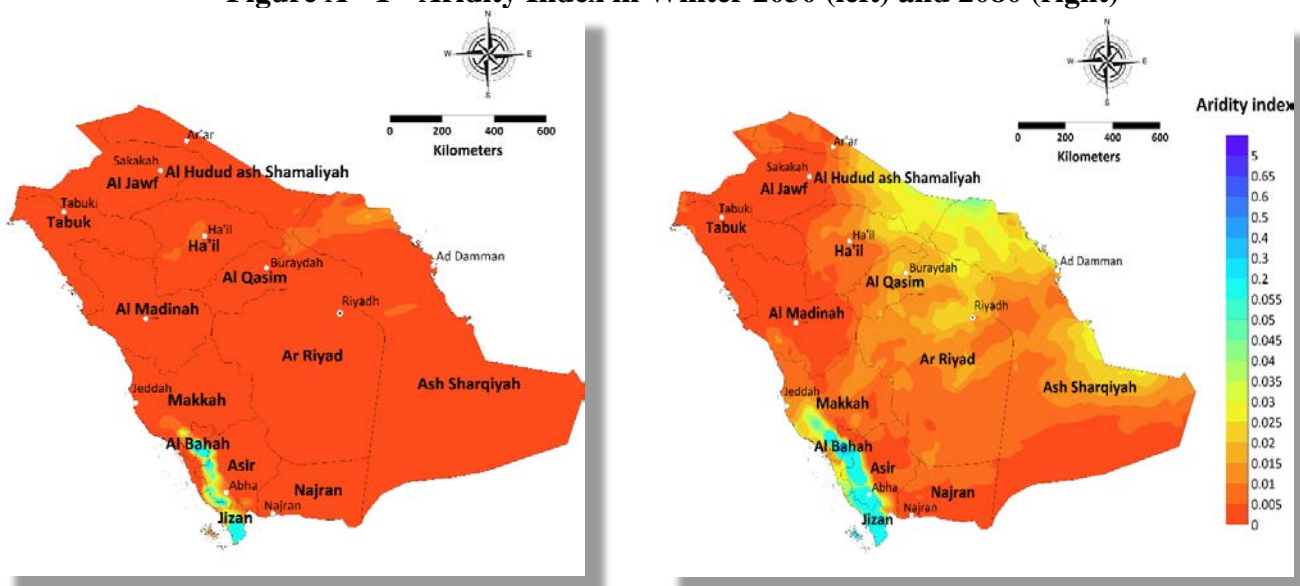 Figure A - 1 - Aridity Index in Winter (left) and (right)
N
W E
S
0 200 400 600
Kilometers
Ar'ar
Sakakah
Al Hudud ash Shamaliyah
Al Jawf
Tabuki
Tabuk
Ha'il
Ha'il
Buraydah
Al Qasim
Ad Damman
Al Madinah
Riyadh
Ar Riyad
Ash Sharqiyah
Jeddah
Makkah
Al Bahah
Asir
Abha
Najran
Najran
Jizan
N
W E
S
0 200 400 600
Kilometers
Ar'ar
Sakakah
Al Hudud ash Shamaliyah
Al Jawf
Tabuki
Tabuk
Ha'il
Ha'il
Buraydah
Al Qasim
Ad Damman
Al Madinah
Riyadh
Ar Riyad
Ash Sharqiyah
Jeddah
Makkah
Al Bahah
Asir
Abha
Najran
Najran
Jizan
Aridity index
5
0.65
0.6
0.5
0.4
0.3
0.2
0.055
0.05
0.045
0.04
0.035
0.03
0.025
0.02
0.015
0.01
0.005
0